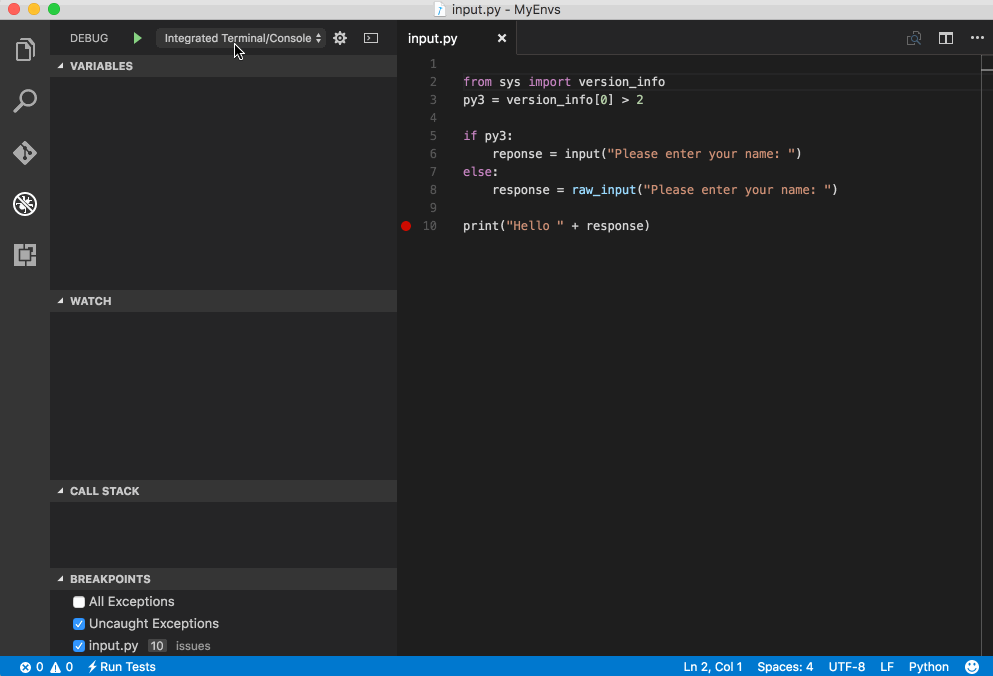 input.py - MyEnvs
DEBUG Integrated Terminal/Console
VARIABLES
WATCH
CALL STACK
BREAKPOINTS
All Exceptions
Uncaught Exceptions
input.py 10 issues
input.py
1
2 from sys import version_info
3 py3 = version_info[0] > 2
4
5 if py3:
6 reponse = input("Please enter your name: ")
7 else:
8 response = raw_input("Please enter your name: ")
9
10 print("Hello " + response)
0 0 Run Tests Ln 2, Col 1 Spaces: 4 UTF-8 LF Python